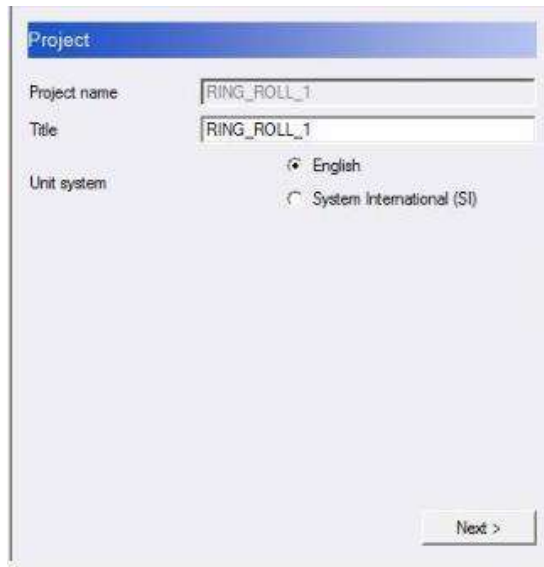 Project
Project name RING_ROLL_1
Title RING_ROLL_1
Unit system
English
System International (SI)
Next >